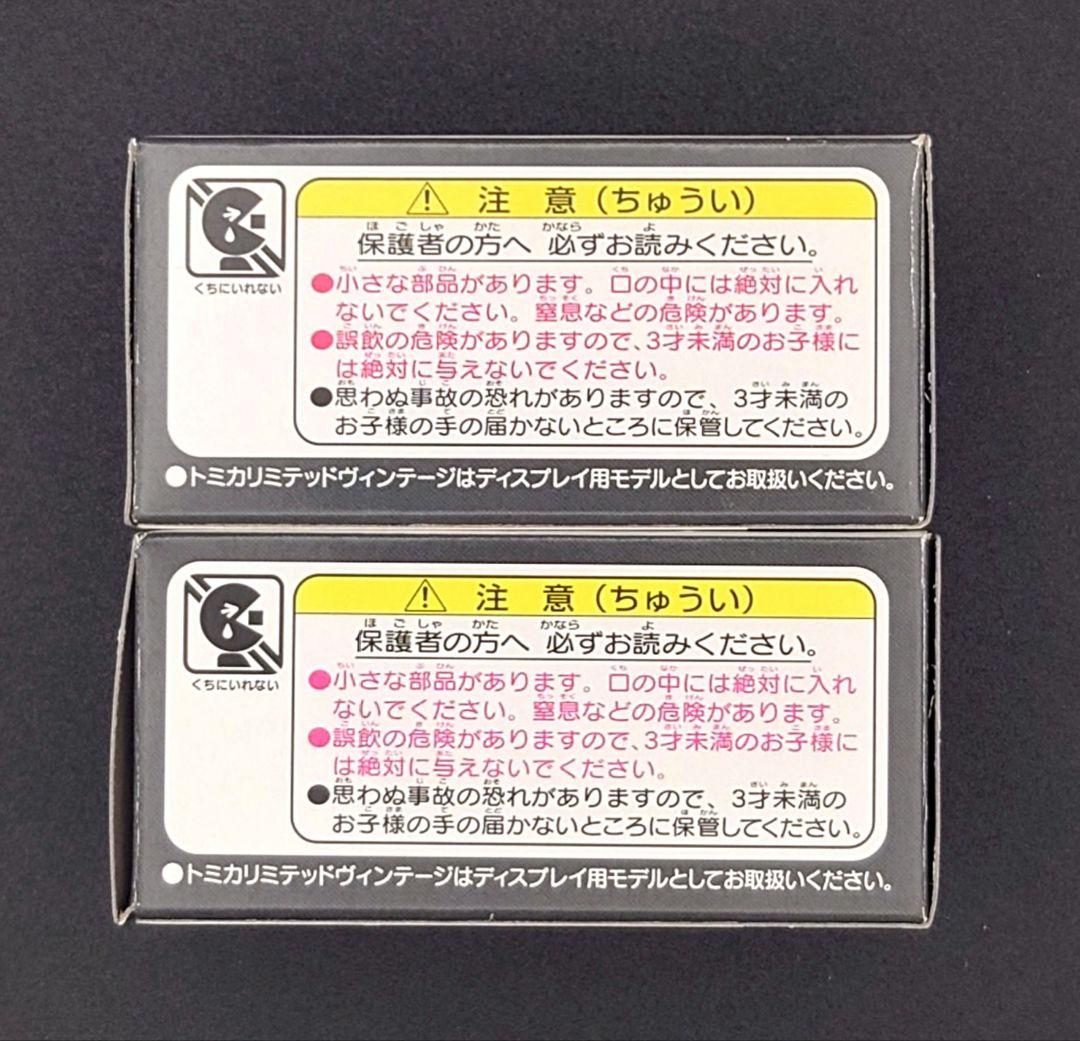 注 意（ちゅうい）
保護者の方へ 必ずお読みください。
くちにいれない
●小さな部品があります。口の中には絶対に入れ
ないでください。窒息などの危険があります。
●誤飲の危険がありますので、3才未満のお子様に
は絶対に与えないでください。
●思わぬ事故の恐れがありますので、3才未満の
お子様の手の届かないところに保管してください。
●トミカリミテッドヴィンテージはディスプレイ用モデルとしてお取扱いください。
注 意（ちゅうい）
保護者の方へ 必ずお読みください。
くちにいれない
●小さな部品があります。口の中には絶対に入れ
ないでください。窒息などの危険があります。
●誤飲の危険がありますので、3才未満のお子様に
は絶対に与えないでください。
●思わぬ事故の恐れがありますので、3才未満の
お子様の手の届かないところに保管してください。
●トミカリミテッドヴィンテージはディスプレイ用モデルとしてお取扱いください。